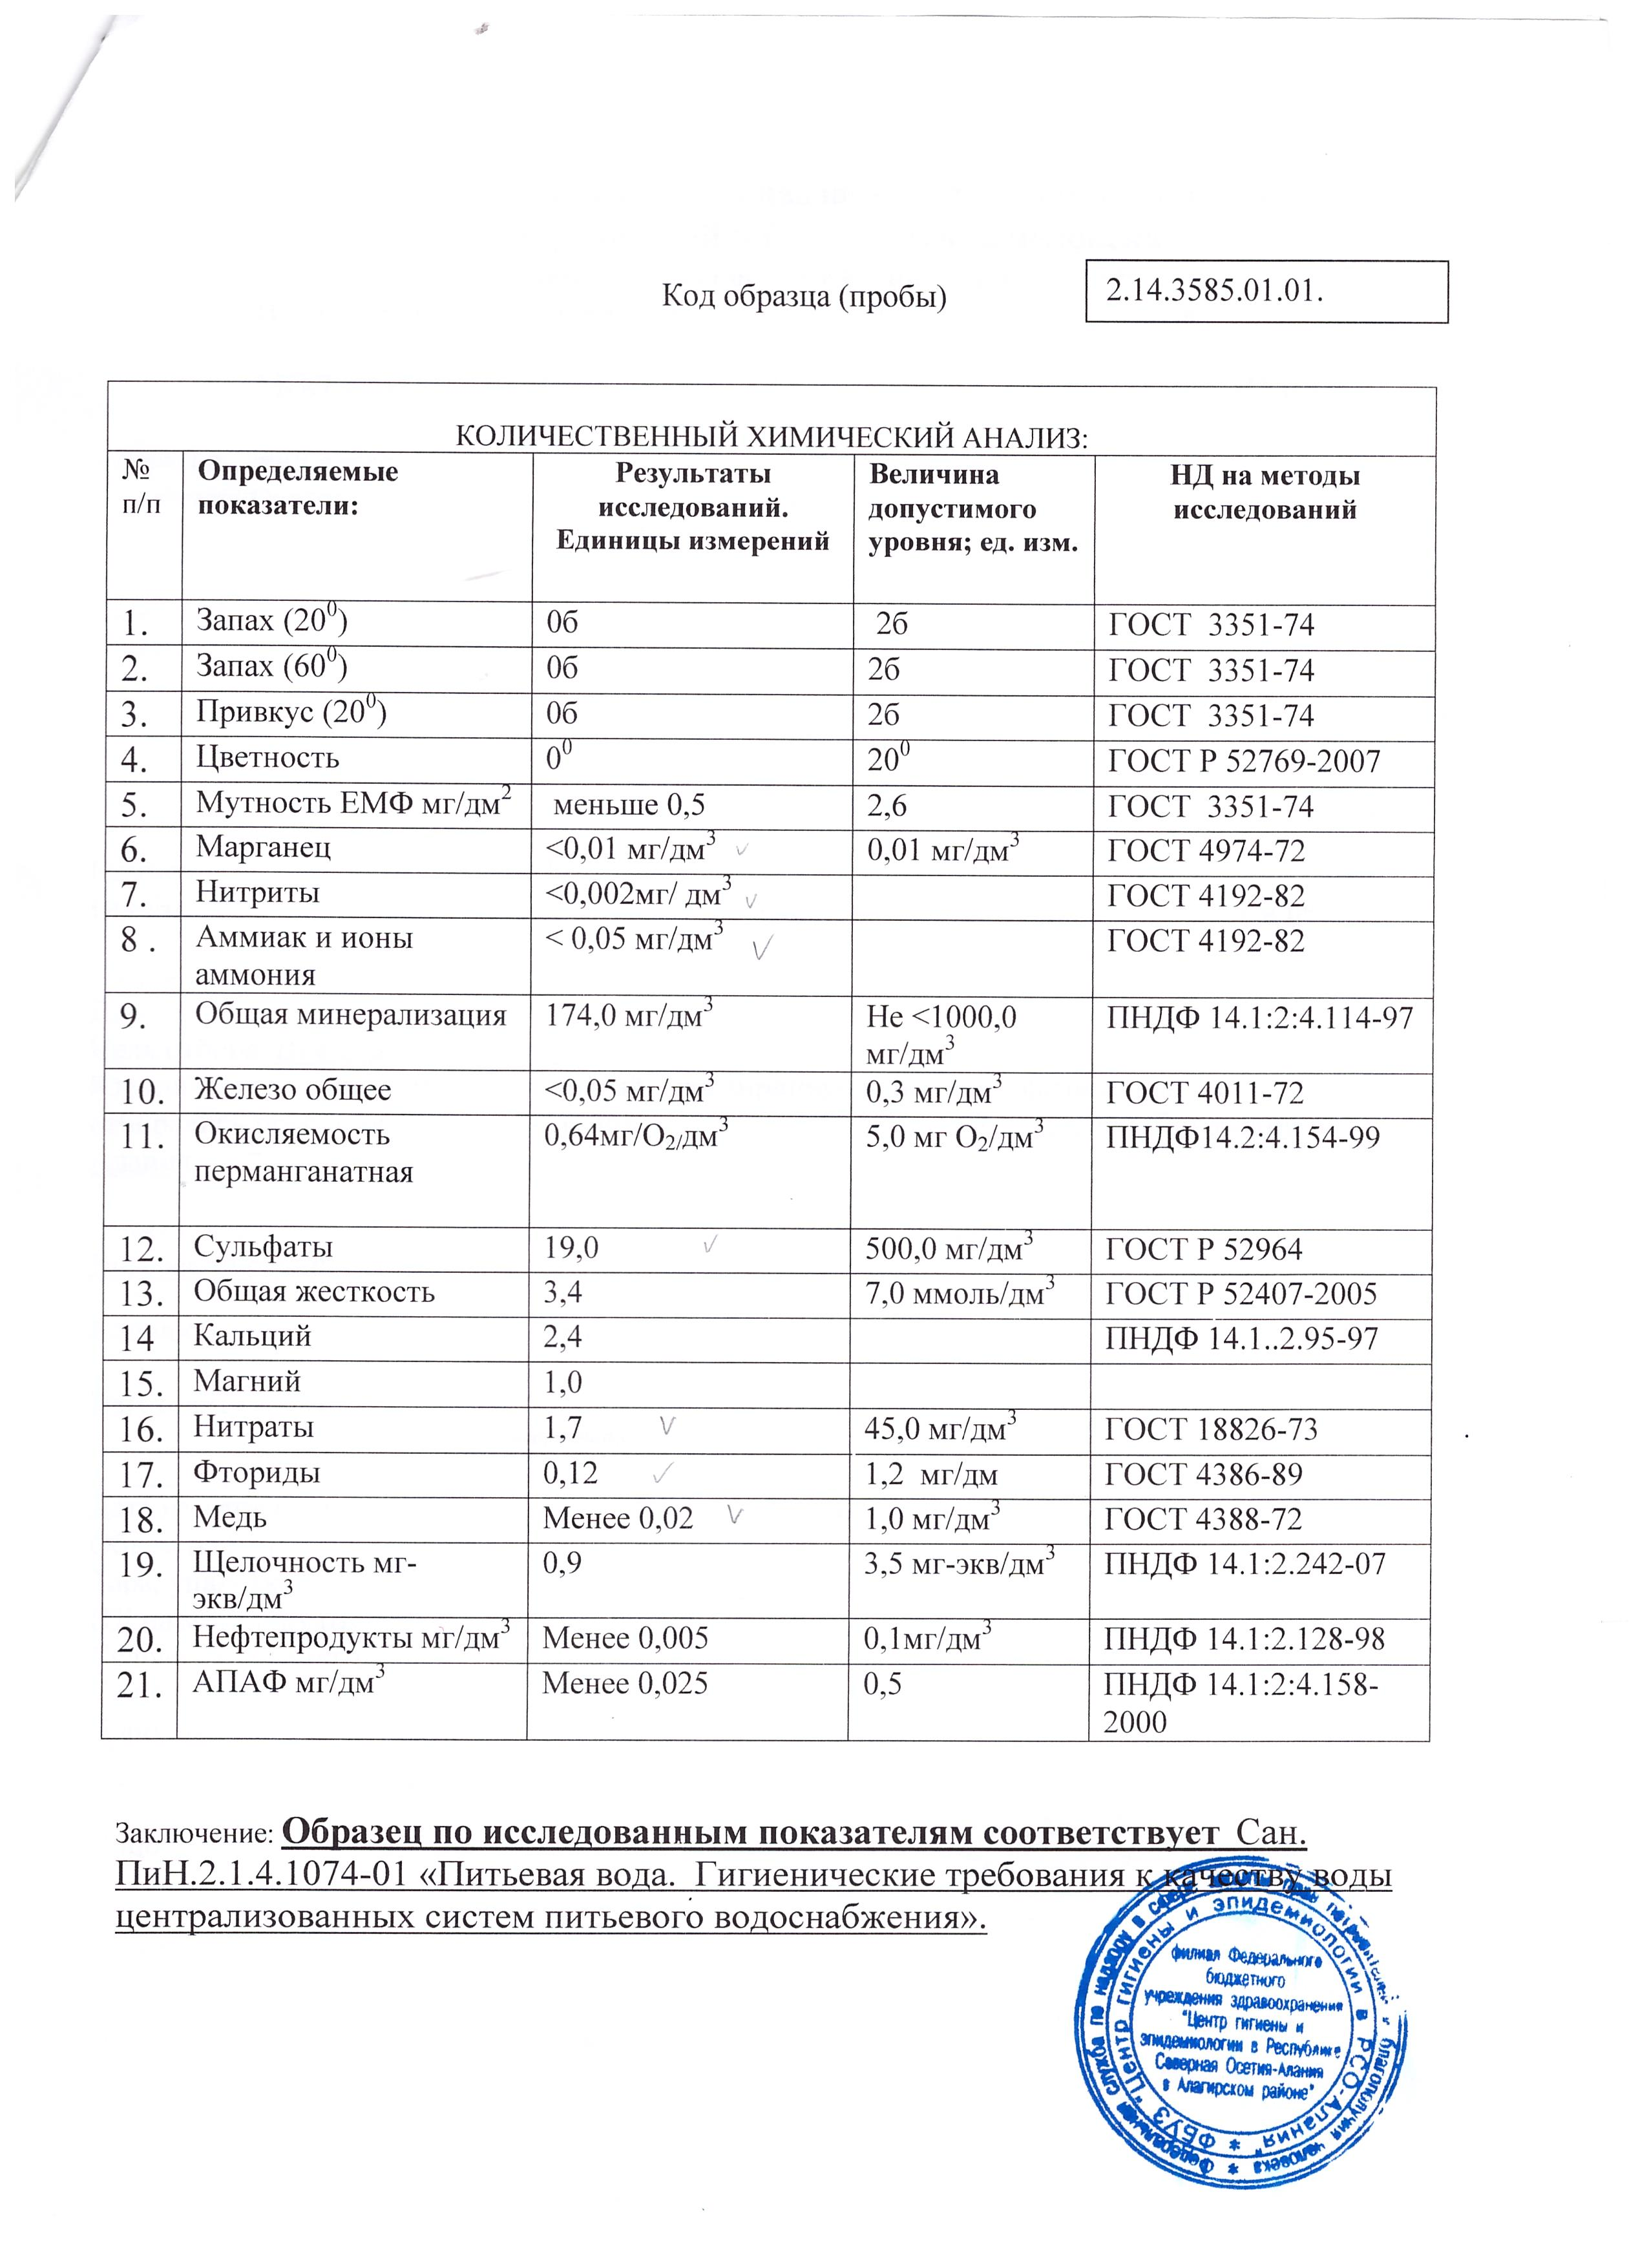 Код образца (пробы) 2.14.3585.01.01.
КОЛИЧЕСТВЕННЫЙ ХИМИЧЕСКИЙ АНАЛИЗ:
№ п/п Определяемые показатели: Результаты исследований. Единицы измерений Величина допустимого уровня; ед. изм. НД на методы исследований
1. Запах (20⁰) 0б 2б ГОСТ 3351-74
2. Запах (60⁰) 0б 2б ГОСТ 3351-74
3. Привкус (20⁰) 0б 2б ГОСТ 3351-74
4. Цветность 0⁰ 20⁰ ГОСТ Р 52769-2007
5. Мутность ЕМФ мг/дм² меньше 0,5 2,6 ГОСТ 3351-74
6. Марганец <0,01 мг/дм³ 0,01 мг/дм³ ГОСТ 4974-72
7. Нитриты <0,002мг/ дм³ ГОСТ 4192-82
8 . Аммиак и ионы аммония < 0,05 мг/дм³ ГОСТ 4192-82
9. Общая минерализация 174,0 мг/дм³ Не <1000,0 мг/дм³ ПНДФ 14.1:2:4.114-97
10. Железо общее <0,05 мг/дм³ 0,3 мг/дм³ ГОСТ 4011-72
11. Окисляемость перманганатная 0,64мг/О₂/дм³ 5,0 мг О₂/дм³ ПНДФ14.2:4.154-99
12. Сульфаты 19,0 500,0 мг/дм³ ГОСТ Р 52964
13. Общая жесткость 3,4 7,0 ммоль/дм³ ГОСТ Р 52407-2005
14 Кальций 2,4 ПНДФ 14.1..2.95-97
15. Магний 1,0
16. Нитраты 1,7 45,0 мг/дм³ ГОСТ 18826-73
17. Фториды 0,12 1,2 мг/дм ГОСТ 4386-89
18. Медь Менее 0,02 1,0 мг/дм³ ГОСТ 4388-72
19. Щелочность мг-экв/дм³ 0,9 3,5 мг-экв/дм³ ПНДФ 14.1:2.242-07
20. Нефтепродукты мг/дм³ Менее 0,005 0,1мг/дм³ ПНДФ 14.1:2.128-98
21. АПАФ мг/дм³ Менее 0,025 0,5 ПНДФ 14.1:2:4.158-2000
Заключение: Образец по исследованным показателям соответствует Сан.
ПиН.2.1.4.1074-01 «Питьевая вода. Гигиенические требования к качеству воды
централизованных систем питьевого водоснабжения».
Федеральная служба по надзору в сфере защиты прав потребителей и благополучия человека
ФБУЗ "Центр гигиены и эпидемиологии в РСО-Алания"
филиал Федерального
бюджетного
учреждения здравоохранения
"Центр гигиены и
эпидемиологии в Республике
Северная Осетия-Алания
в Алагирском районе"